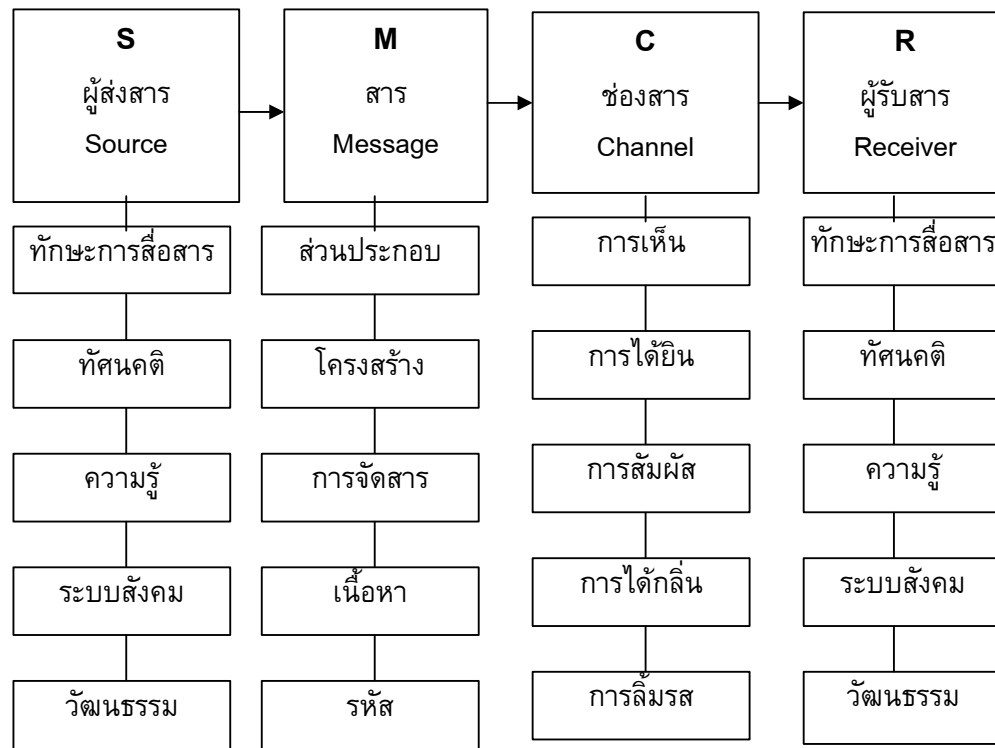 S
ผู้ส่งสาร
Source
M
สาร
Message
C
ช่องสาร
Channel
R
ผู้รับสาร
Receiver
ทักษะการสื่อสาร
ทัศนคติ
ความรู้
ระบบสังคม
วัฒนธรรม
ส่วนประกอบ
โครงสร้าง
การจัดสาร
เนื้อหา
รหัส
การเห็น
การได้ยิน
การสัมผัส
การได้กลิ่น
การลิ้มรส
ทักษะการสื่อสาร
ทัศนคติ
ความรู้
ระบบสังคม
วัฒนธรรม